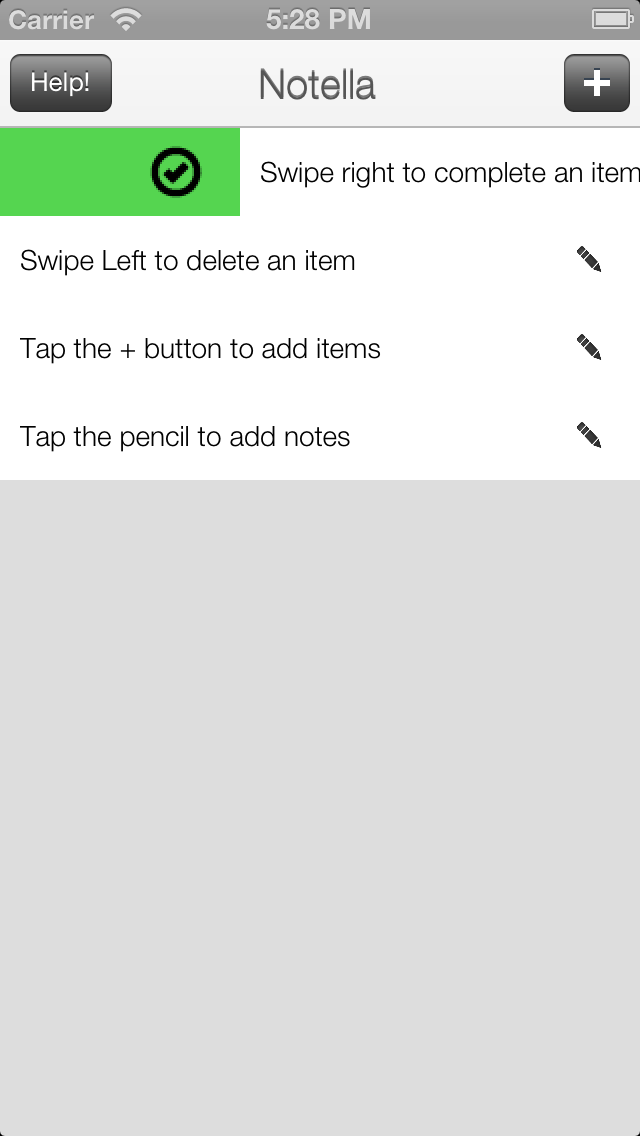 Carrier 5:28 PM
Help! Notella +
Swipe right to complete an item
Swipe Left to delete an item
Tap the + button to add items
Tap the pencil to add notes